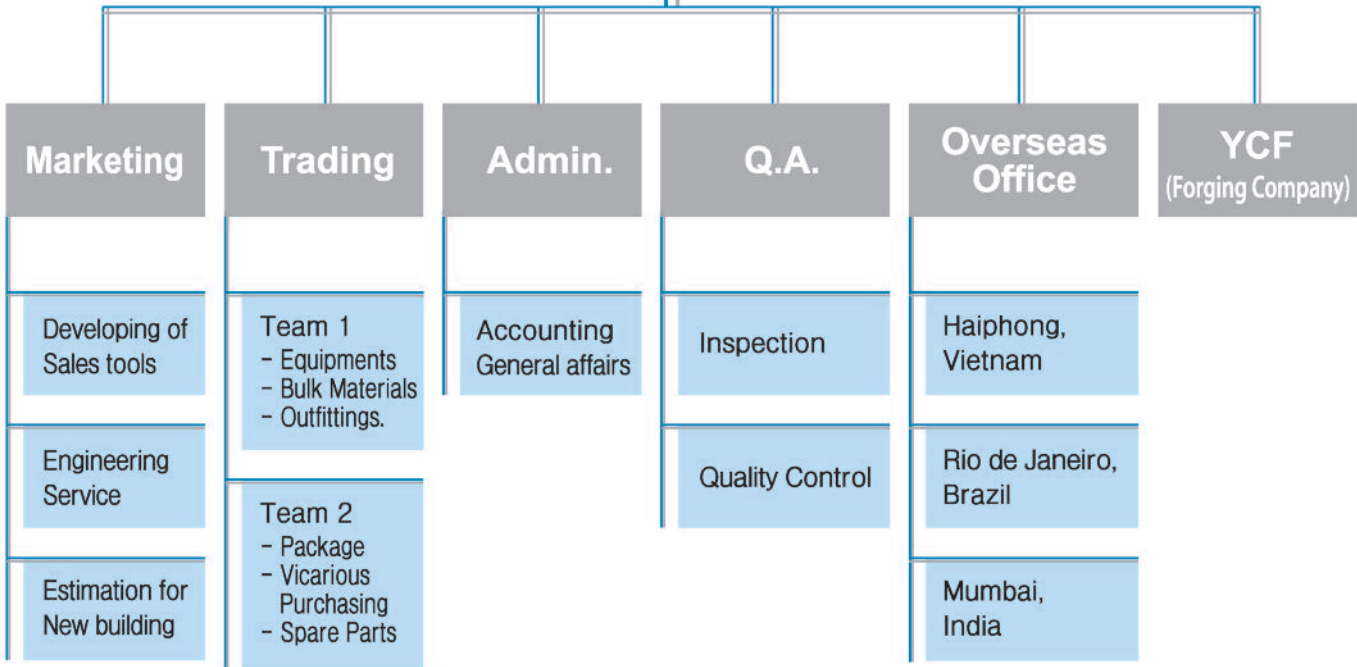 Marketing
Trading
Admin.
Q.A.
Overseas
Office
YCF
(Forging Company)
Developing of
Sales tools
Engineering
Service
Estimation for
New building
Team 1
- Equipments
- Bulk Materials
- Outfittings.
Team 2
- Package
- Vicarious
Purchasing
- Spare Parts
Accounting
General affairs
Inspection
Quality Control
Haiphong,
Vietnam
Rio de Janeiro,
Brazil
Mumbai,
India